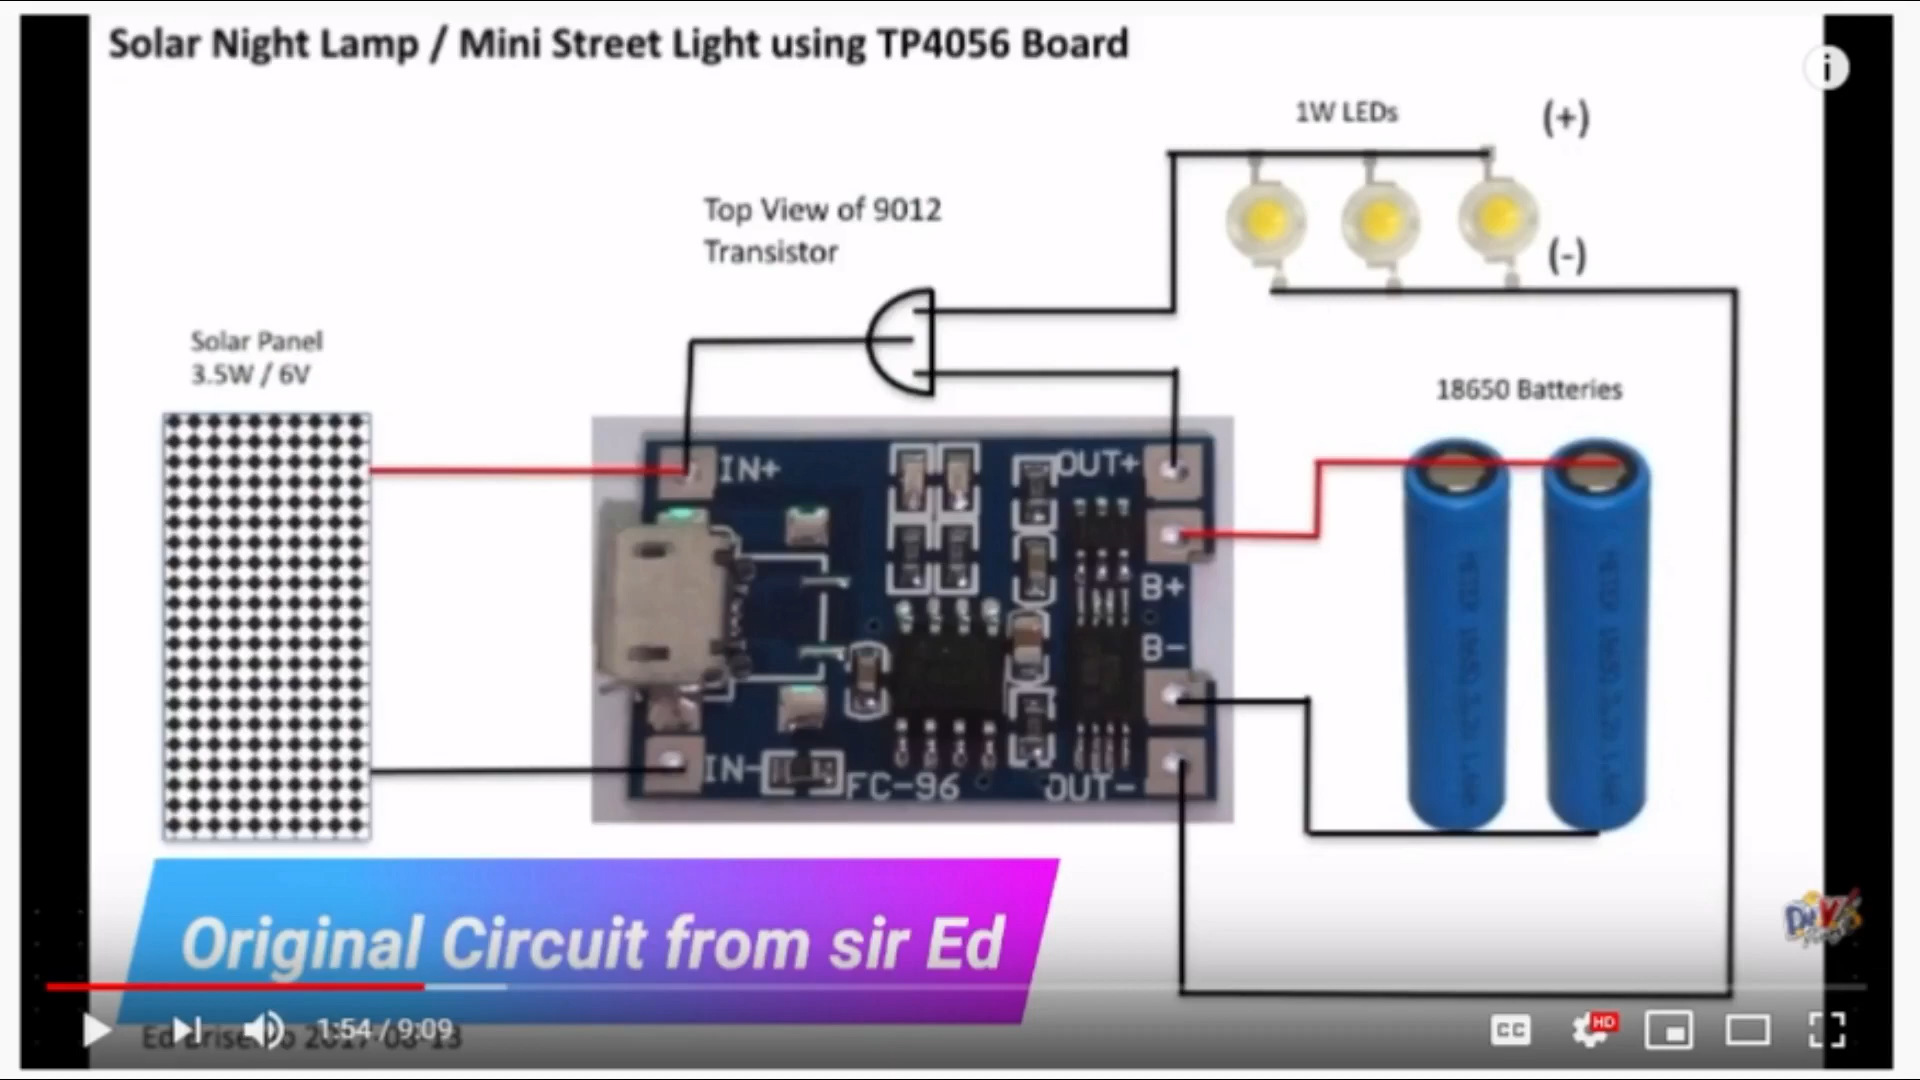 Solar Night Lamp / Mini Street Light using TP4056 Board
i
1W LEDs
(+)
Top View of 9012
Transistor
(-)
Solar Panel
3.5W / 6V
18650 Batteries
IN+
OUT+
B+
B-
IN-
FC-96
OUT-
Original Circuit from sir Ed
1:54 / 9:09
CC
HD